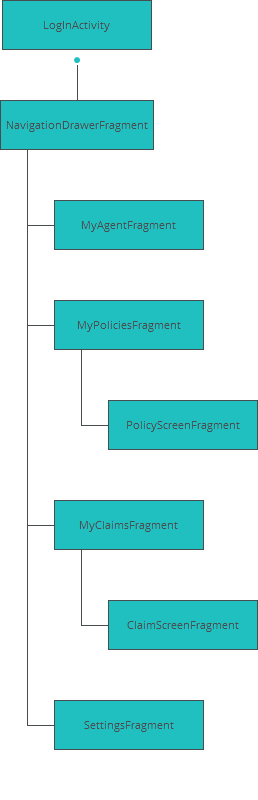 LogInActivity
NavigationDrawerFragment
MyAgentFragment
MyPoliciesFragment
PolicyScreenFragment
MyClaimsFragment
ClaimScreenFragment
SettingsFragment